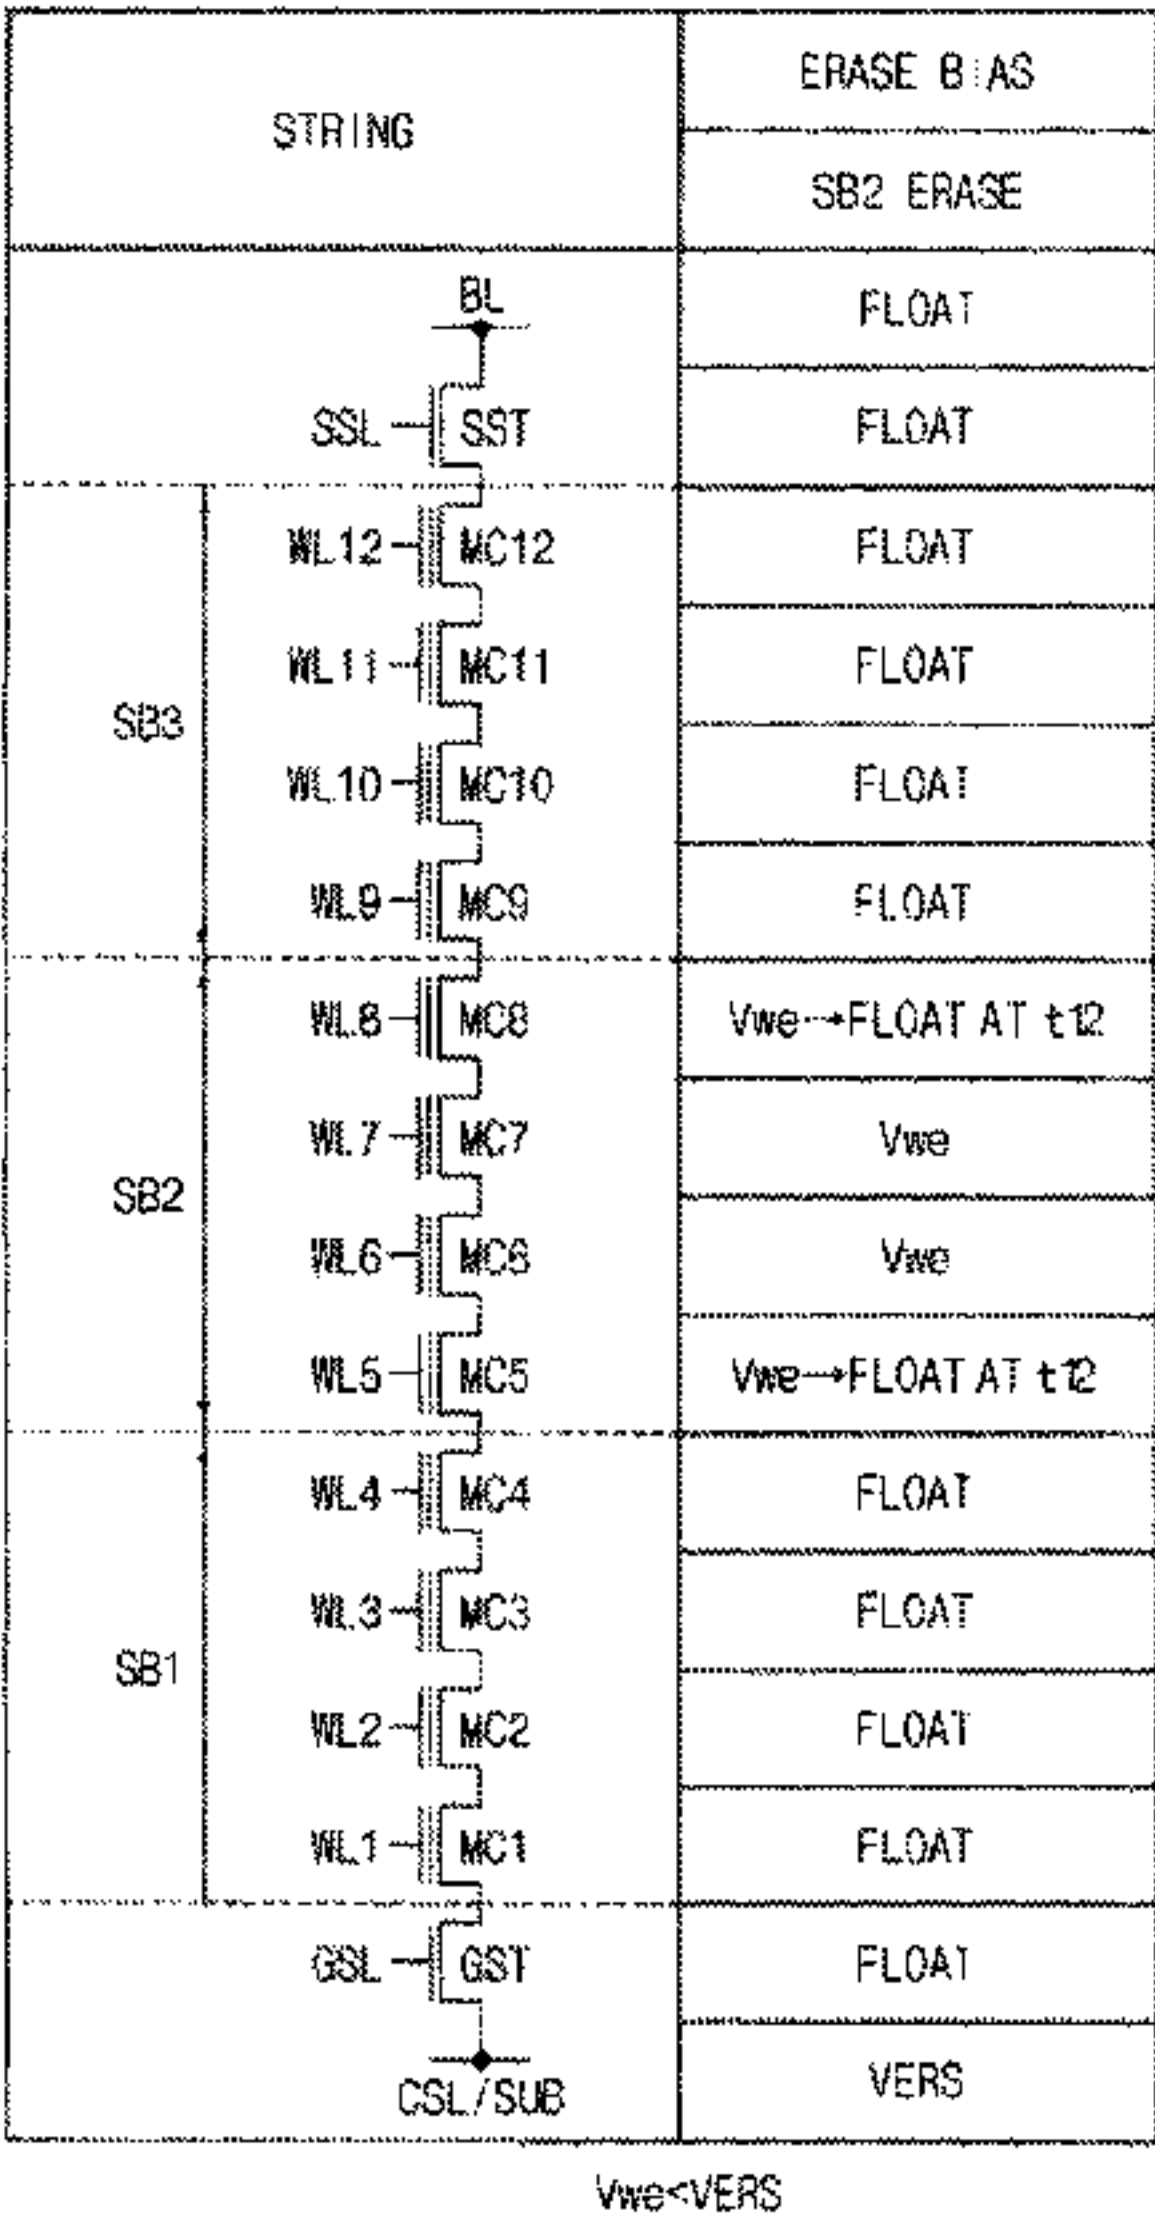 STRING
ERASE BIAS
SB2 ERASE
BL
FLOAT
SSL SST FLOAT
WL12 MC12 FLOAT
WL11 MC11 FLOAT
SB3
WL10 MC10 FLOAT
WL9 MC9 FLOAT
WL8 MC8 Vwe→FLOAT AT t12
WL7 MC7 Vwe
SB2
WL6 MC6 Vwe
WL5 MC5 Vwe→FLOAT AT t12
WL4 MC4 FLOAT
WL3 MC3 FLOAT
SB1
WL2 MC2 FLOAT
WL1 MC1 FLOAT
GSL GST FLOAT
CSL/SUB VERS
Vwe<VERS